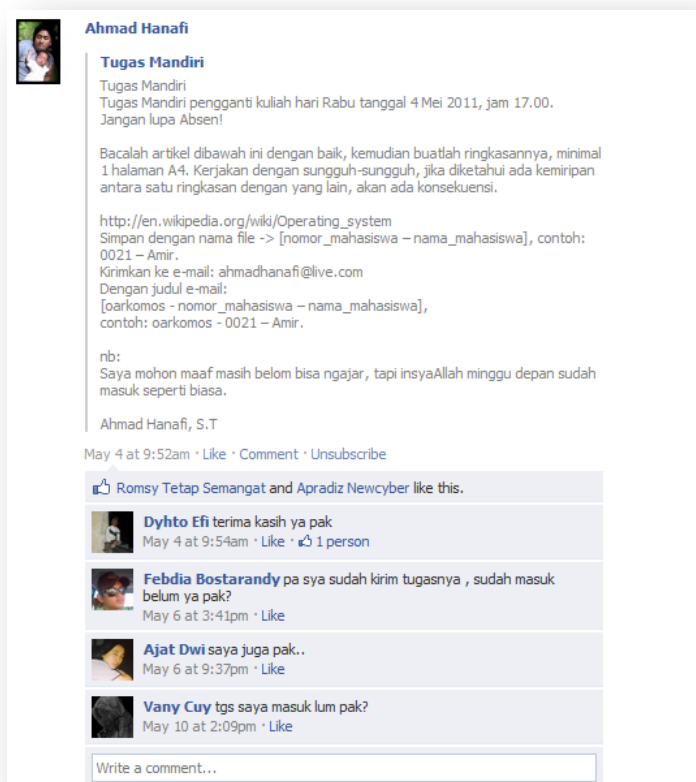 Ahmad Hanafi
Tugas Mandiri
Tugas Mandiri
Tugas Mandiri pengganti kuliah hari Rabu tanggal 4 Mei 2011, jam 17.00.
Jangan lupa Absen!
Bacalah artikel dibawah ini dengan baik, kemudian buatlah ringkasannya, minimal
1 halaman A4. Kerjakan dengan sungguh-sungguh, jika diketahui ada kemiripan
antara satu ringkasan dengan yang lain, akan ada konsekuensi.
http://en.wikipedia.org/wiki/Operating_system
Simpan dengan nama file -> [nomor_mahasiswa – nama_mahasiswa], contoh:
0021 – Amir.
Kirimkan ke e-mail: ahmadhanafi@live.com
Dengan judul e-mail:
[oarkomos - nomor_mahasiswa – nama_mahasiswa],
contoh: oarkomos - 0021 – Amir.
nb:
Saya mohon maaf masih belom bisa ngajar, tapi insyaAllah minggu depan sudah
masuk seperti biasa.
Ahmad Hanafi, S.T
May 4 at 9:52am · Like · Comment · Unsubscribe
Romsy Tetap Semangat and Apradiz Newcyber like this.
Dyhto Efi terima kasih ya pak
May 4 at 9:54am · Like · 1 person
Febdia Bostarandy pa sya sudah kirim tugasnya , sudah masuk
belum ya pak?
May 6 at 3:41pm · Like
Ajat Dwi saya juga pak..
May 6 at 9:37pm · Like
Vany Cuy tgs saya masuk lum pak?
May 10 at 2:09pm · Like
Write a comment...